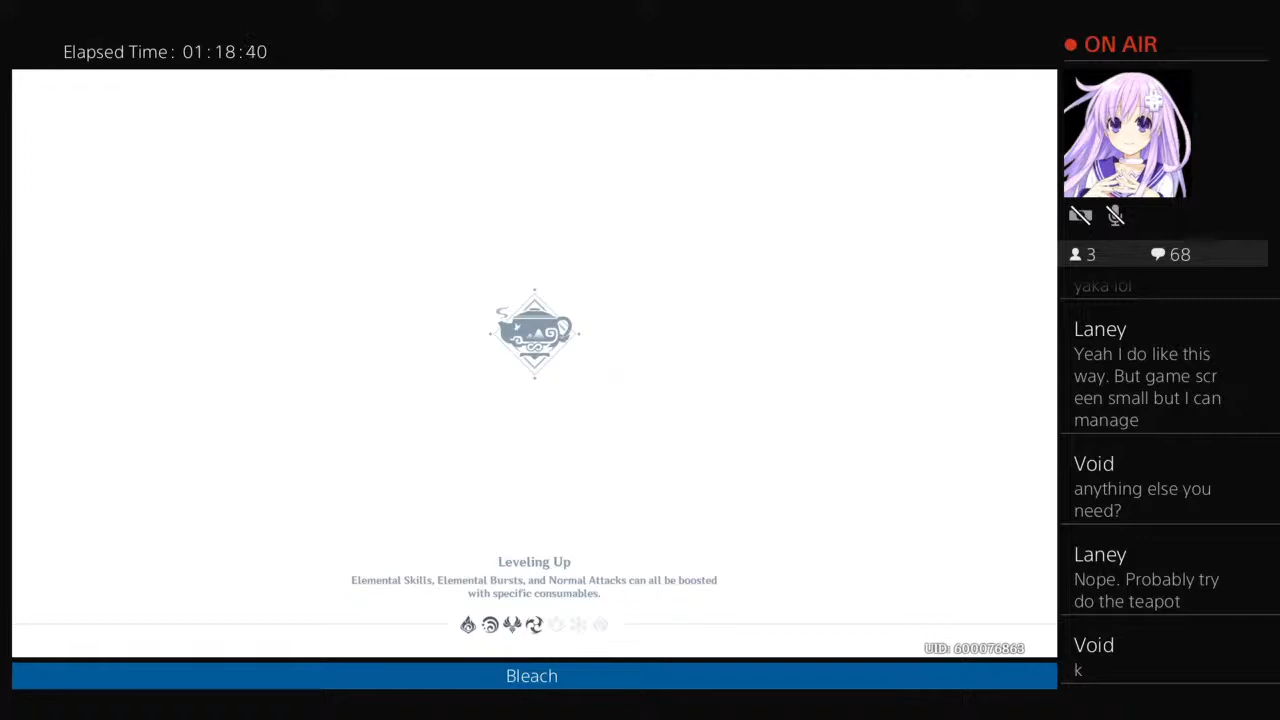 Elapsed Time: 01:18:40
ON AIR
3
68
yaka lol
Laney
Yeah I do like this
way. But game scr
een small but I can
manage
Void
anything else you
need?
Laney
Nope. Probably try
do the teapot
Void
k
Leveling Up
Elemental Skills, Elemental Bursts, and Normal Attacks can all be boosted
with specific consumables.
UID: 600076863
Bleach